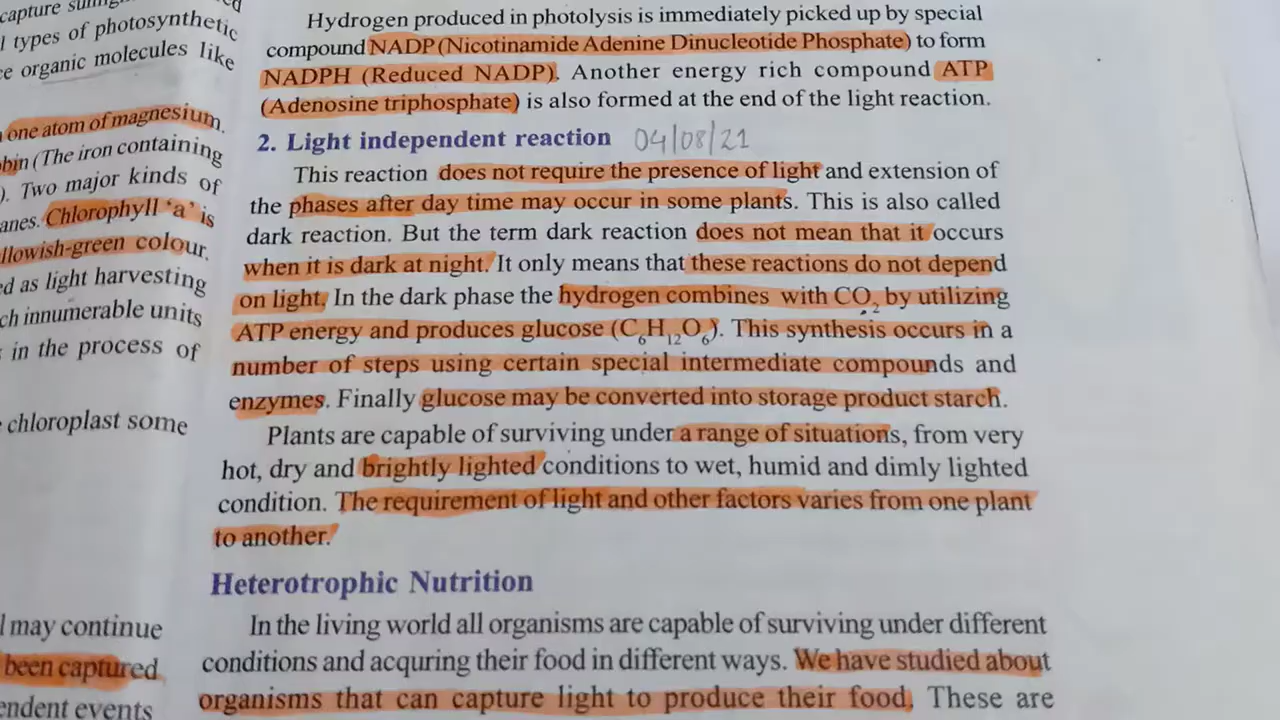 capture
l types of photosynthetic
ce organic molecules like
one atom of magnesium.
bin (The iron containing
). Two major kinds of
anes. Chlorophyll ‘a’ is
llowish-green colour.
ed as light harvesting
ch innumerable units
in the process of
chloroplast some
l may continue
been captured
endent events
Hydrogen produced in photolysis is immediately picked up by special
compound NADP (Nicotinamide Adenine Dinucleotide Phosphate) to form
NADPH (Reduced NADP). Another energy rich compound ATP
(Adenosine triphosphate) is also formed at the end of the light reaction.
2. Light independent reaction 04/08/21
This reaction does not require the presence of light and extension of
the phases after day time may occur in some plants. This is also called
dark reaction. But the term dark reaction does not mean that it occurs
when it is dark at night. It only means that these reactions do not depend
on light. In the dark phase the hydrogen combines with CO₂ by utilizing
ATP energy and produces glucose (C₆H₁₂O₆). This synthesis occurs in a
number of steps using certain special intermediate compounds and
enzymes. Finally glucose may be converted into storage product starch.
Plants are capable of surviving under a range of situations, from very
hot, dry and brightly lighted conditions to wet, humid and dimly lighted
condition. The requirement of light and other factors varies from one plant
to another.
Heterotrophic Nutrition
In the living world all organisms are capable of surviving under different
conditions and acquring their food in different ways. We have studied about
organisms that can capture light to produce their food. These are